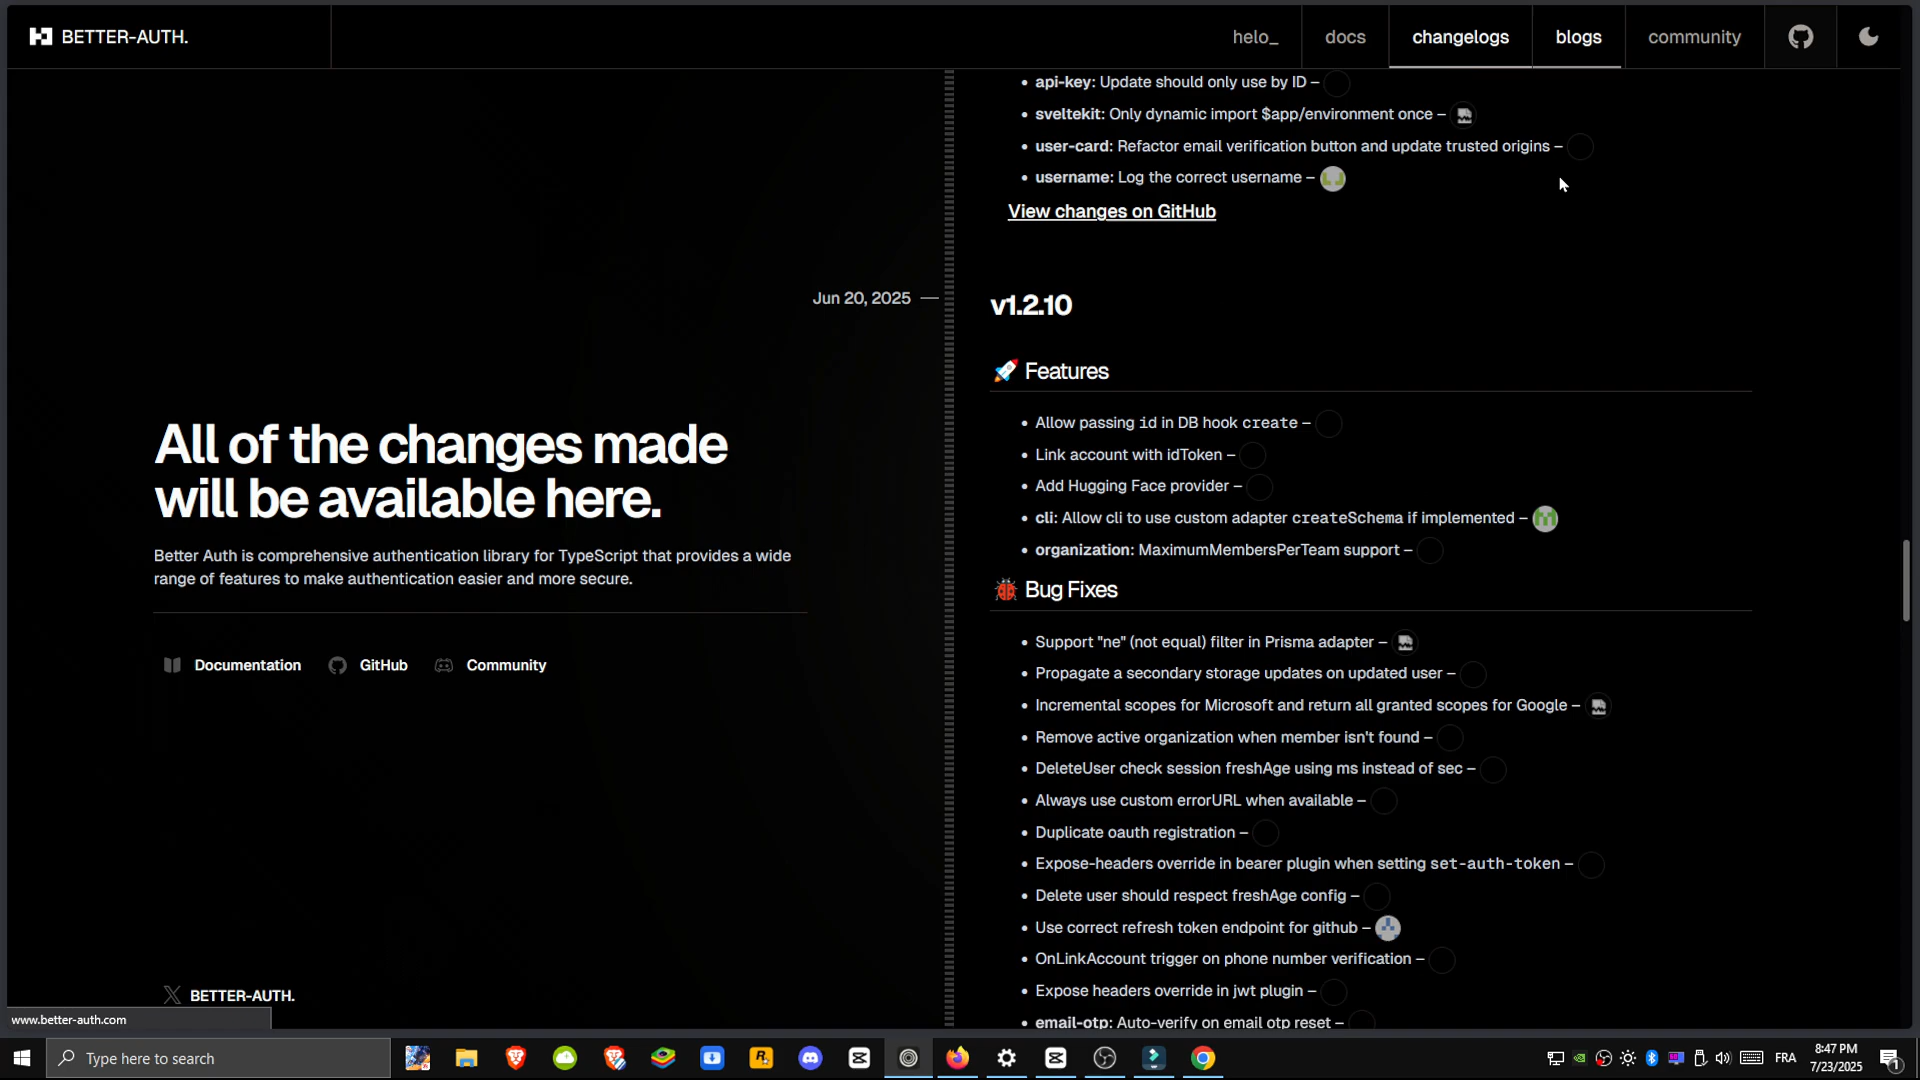 BETTER-AUTH.
helo_
docs
changelogs
blogs
community
api-key: Update should only use by ID –
sveltekit: Only dynamic import $app/environment once –
user-card: Refactor email verification button and update trusted origins –
username: Log the correct username –
View changes on GitHub
Jun 20, 2025 —
v1.2.10
🚀 Features
Allow passing id in DB hook create –
Link account with idToken –
Add Hugging Face provider –
cli: Allow cli to use custom adapter createSchema if implemented –
organization: MaximumMembersPerTeam support –
🐞 Bug Fixes
Support "ne" (not equal) filter in Prisma adapter –
Propagate a secondary storage updates on updated user –
Incremental scopes for Microsoft and return all granted scopes for Google –
Remove active organization when member isn't found –
DeleteUser check session freshAge using ms instead of sec –
Always use custom errorURL when available –
Duplicate oauth registration –
Expose-headers override in bearer plugin when setting set-auth-token –
Delete user should respect freshAge config –
Use correct refresh token endpoint for github –
OnLinkAccount trigger on phone number verification –
Expose headers override in jwt plugin –
email-otp: Auto-verify on email otp reset –
All of the changes made
will be available here.
Better Auth is comprehensive authentication library for TypeScript that provides a wide
range of features to make authentication easier and more secure.
Documentation
GitHub
Community
BETTER-AUTH.
www.better-auth.com
Type here to search
FRA
8:47 PM
7/23/2025
1